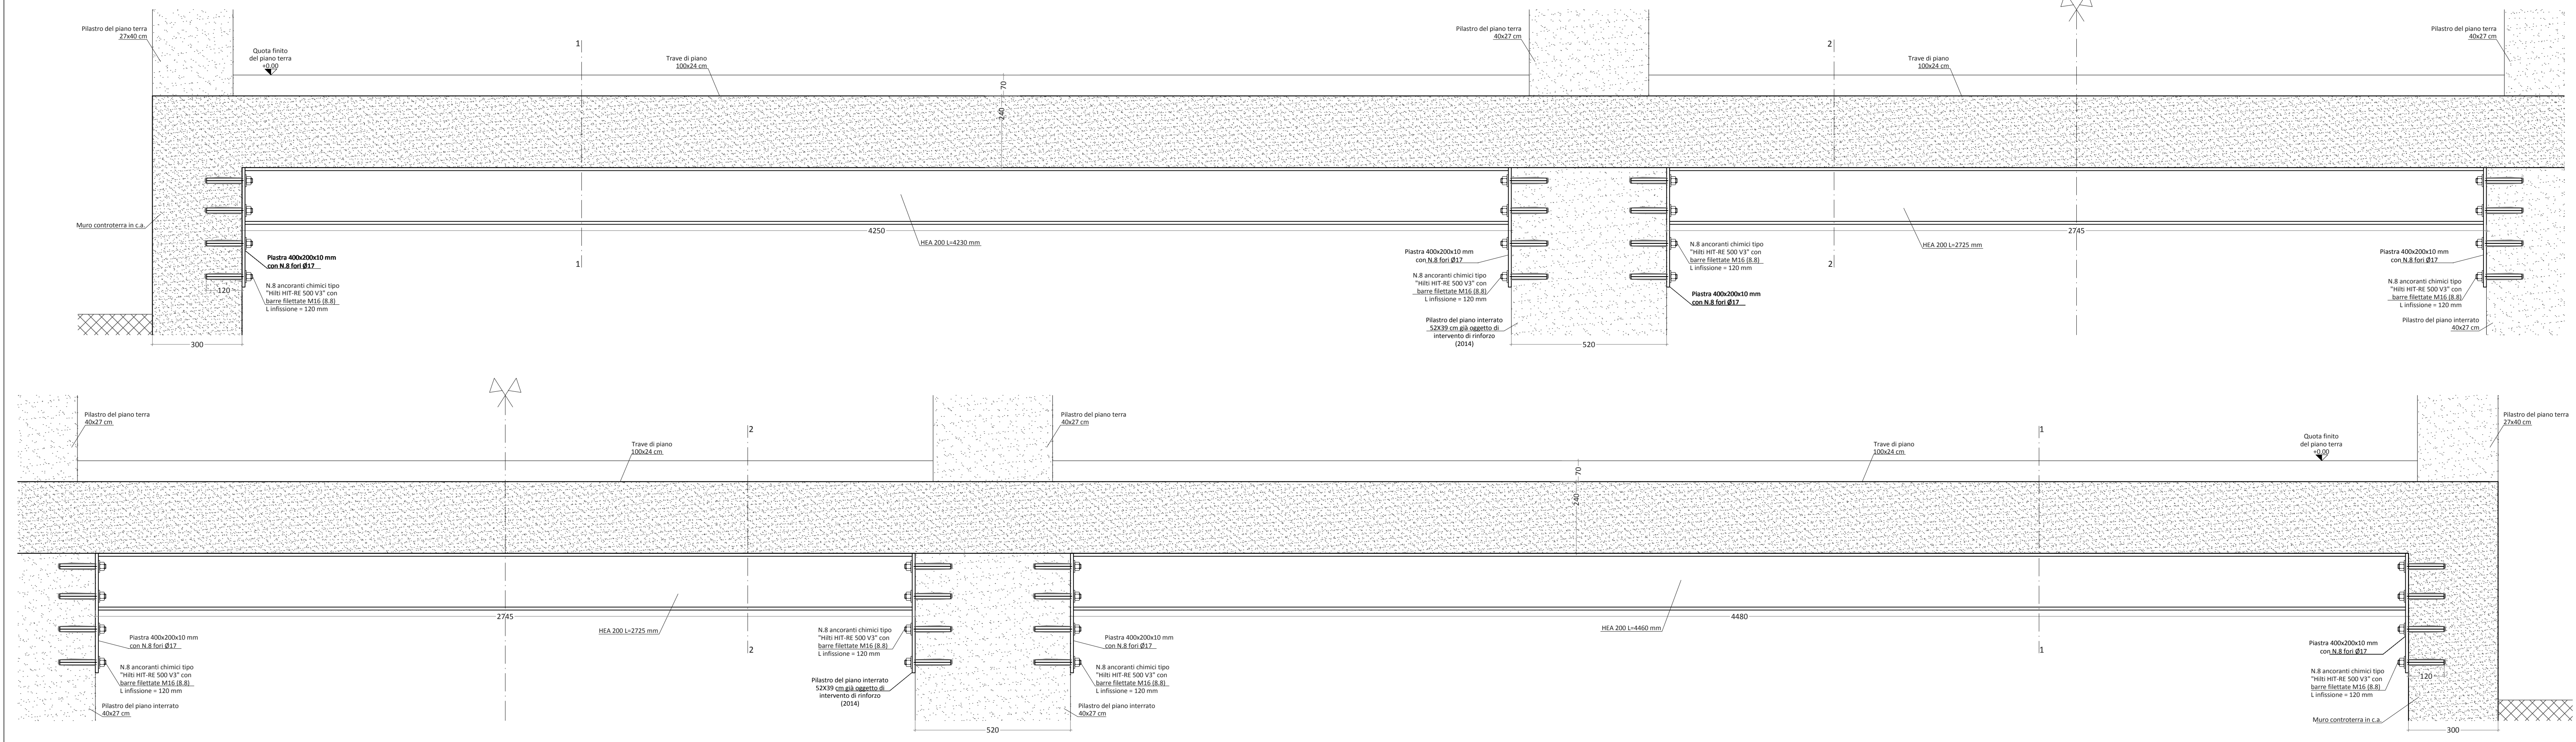 Pilastro del piano terra
27x40 cm
Quota finito
del piano terra
+0.00
1
Trave di piano
100x24 cm
70
240
Pilastro del piano terra
40x27 cm
2
Trave di piano
100x24 cm
Pilastro del piano terra
40x27 cm
Muro controterra in c.a.
4250
HEA 200 L=4230 mm
2745
HEA 200 L=2725 mm
Piastra 400x200x10 mm
con N.8 fori Ø17
1
120
N.8 ancoranti chimici tipo
"Hilti HIT-RE 500 V3" con
barre filettate M16 (8.8)
L infissione = 120 mm
300
Piastra 400x200x10 mm
con N.8 fori Ø17
N.8 ancoranti chimici tipo
"Hilti HIT-RE 500 V3" con
barre filettate M16 (8.8)
L infissione = 120 mm
Pilastro del piano interrato
52X39 cm già oggetto di
intervento di rinforzo
(2014)
520
N.8 ancoranti chimici tipo
"Hilti HIT-RE 500 V3" con
barre filettate M16 (8.8)
L infissione = 120 mm
Piastra 400x200x10 mm
con N.8 fori Ø17
2
Piastra 400x200x10 mm
con N.8 fori Ø17
N.8 ancoranti chimici tipo
"Hilti HIT-RE 500 V3" con
barre filettate M16 (8.8)
L infissione = 120 mm
Pilastro del piano interrato
40x27 cm
Pilastro del piano terra
40x27 cm
Trave di piano
100x24 cm
2
Pilastro del piano terra
40x27 cm
70
240
Trave di piano
100x24 cm
1
Quota finito
del piano terra
+0.00
Pilastro del piano terra
27x40 cm
2745
HEA 200 L=2725 mm
4480
HEA 200 L=4460 mm
Piastra 400x200x10 mm
con N.8 fori Ø17
N.8 ancoranti chimici tipo
"Hilti HIT-RE 500 V3" con
barre filettate M16 (8.8)
L infissione = 120 mm
Pilastro del piano interrato
40x27 cm
2
N.8 ancoranti chimici tipo
"Hilti HIT-RE 500 V3" con
barre filettate M16 (8.8)
L infissione = 120 mm
Pilastro del piano interrato
52X39 cm già oggetto di
intervento di rinforzo
(2014)
520
Piastra 400x200x10 mm
con N.8 fori Ø17
N.8 ancoranti chimici tipo
"Hilti HIT-RE 500 V3" con
barre filettate M16 (8.8)
L infissione = 120 mm
Pilastro del piano interrato
40x27 cm
1
Piastra 400x200x10 mm
con N.8 fori Ø17
N.8 ancoranti chimici tipo
"Hilti HIT-RE 500 V3" con
barre filettate M16 (8.8)
L infissione = 120 mm
120
Muro controterra in c.a.
300